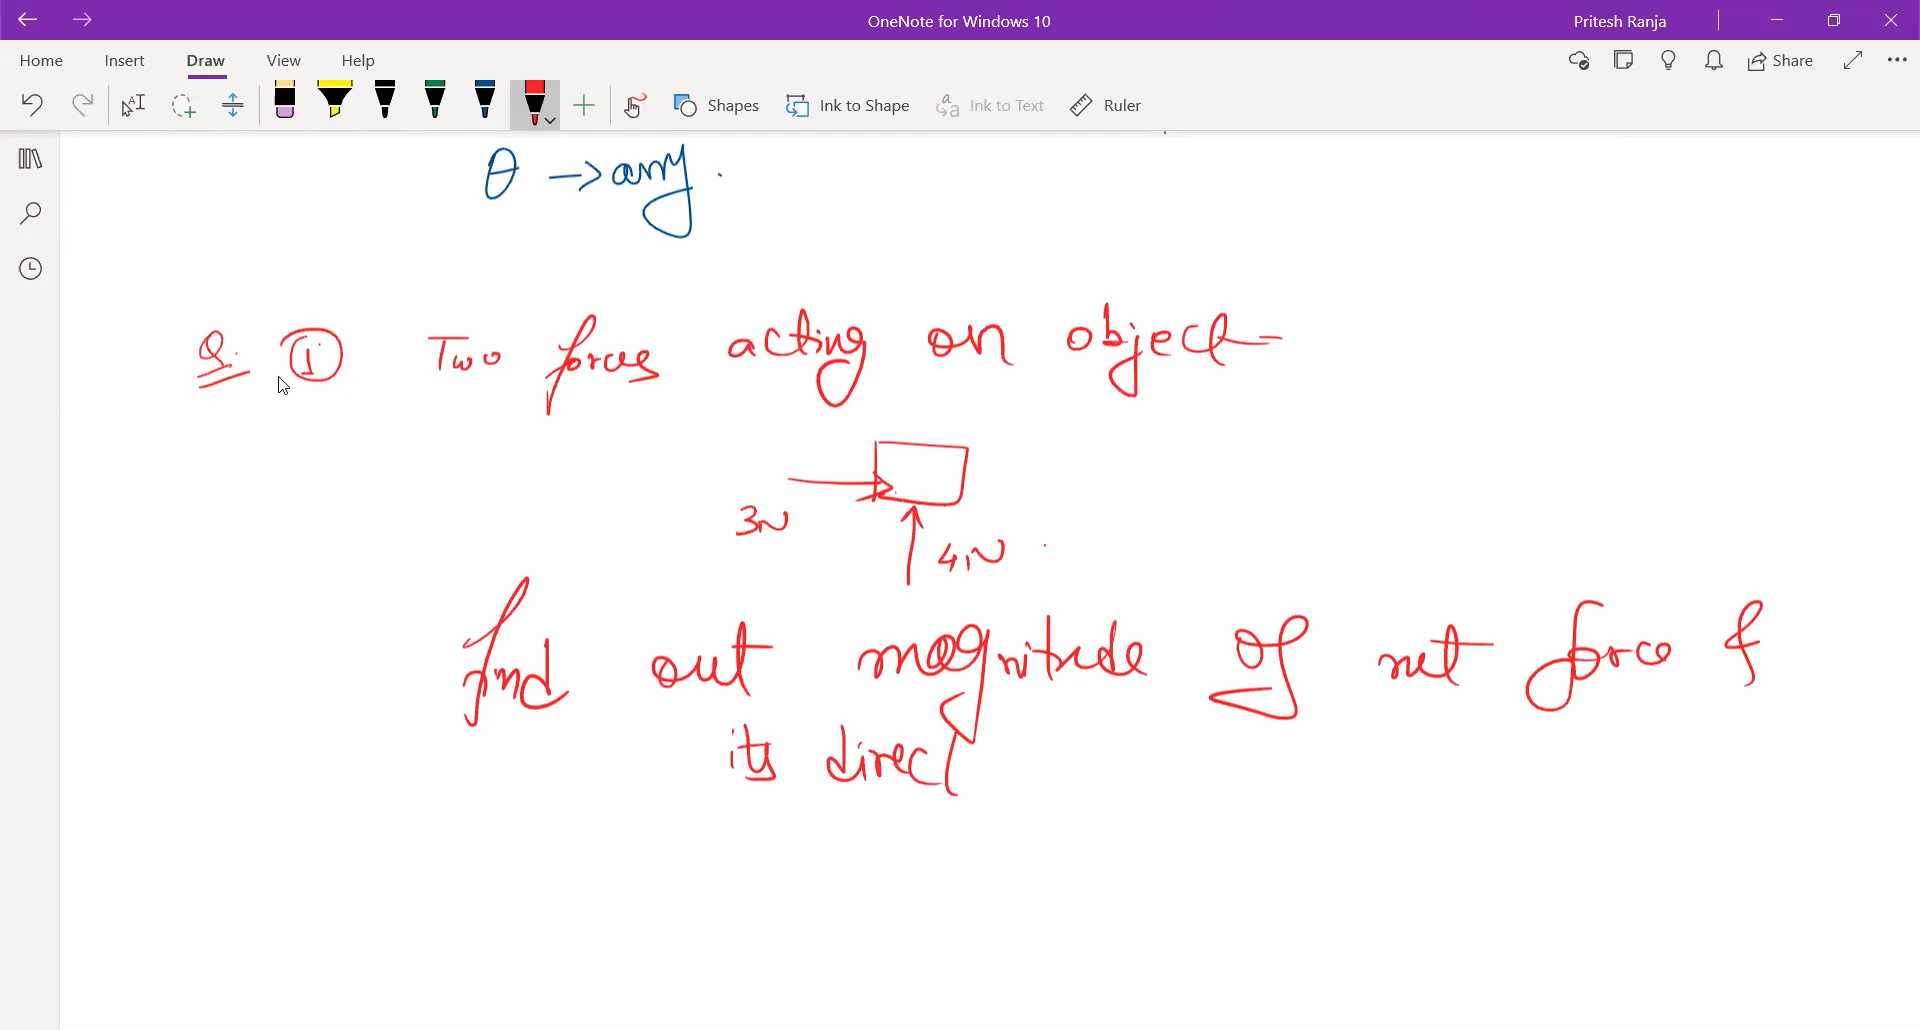 OneNote for Windows 10
Pritesh Ranja
Home Insert Draw View Help
Share
Shapes Ink to Shape Ink to Text Ruler
θ → any.
Q. ① Two forces acting on object
3N
4N
find out magnitude of net force &
its direc